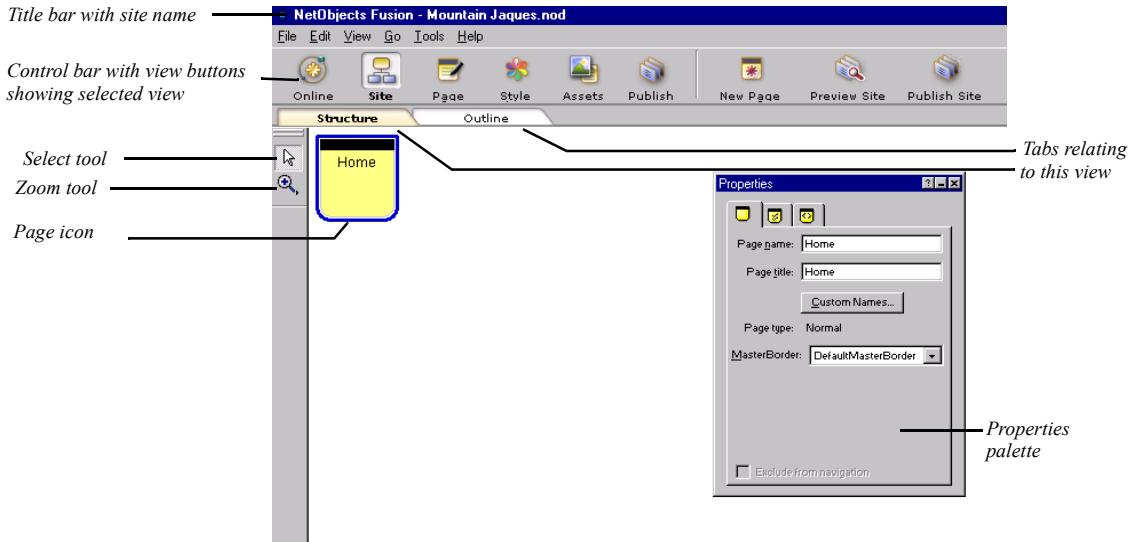 Title bar with site name
NetObjects Fusion - Mountain Jaques.nod
File Edit View Go Tools Help
Control bar with view buttons
showing selected view
Online Site Page Style Assets Publish New Page Preview Site Publish Site
Structure Outline
Select tool
Zoom tool
Page icon
Home
Tabs relating
to this view
Properties
Page name: Home
Page title: Home
Custom Names...
Page type: Normal
MasterBorder: DefaultMasterBorder
Exclude from navigation
Properties
palette